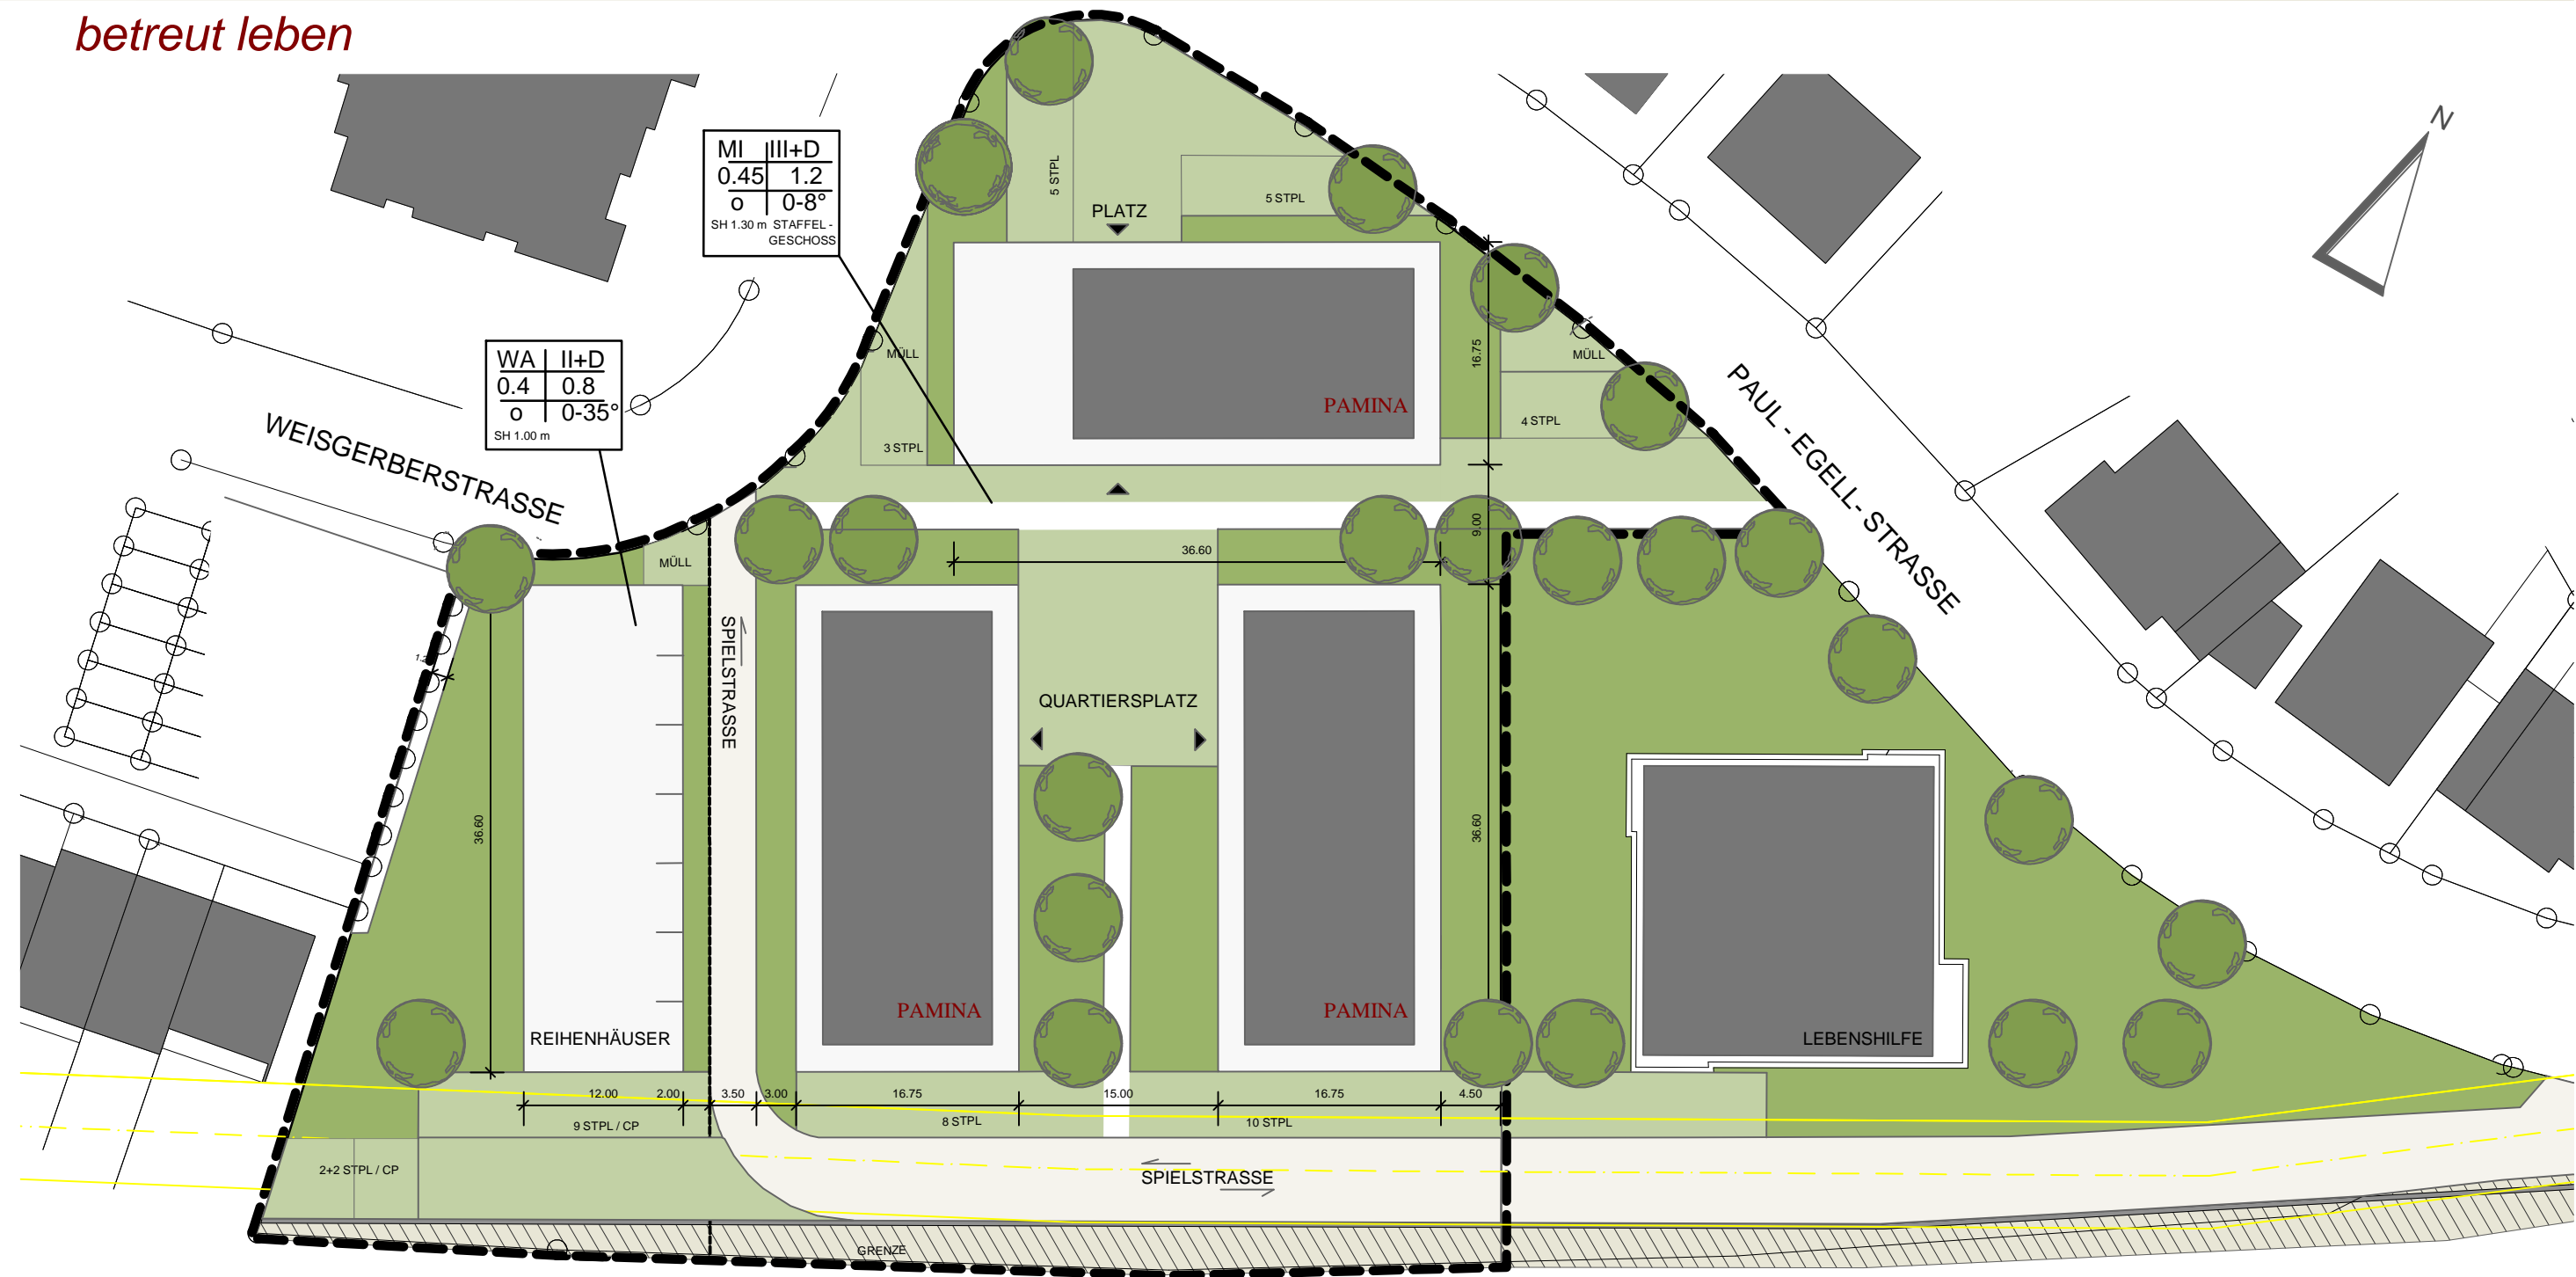 betreut leben
N
MI III+D
0.45 1.2
o 0-8°
SH 1.30 m STAFFEL -
GESCHOSS
5 STPL
PLATZ
5 STPL
WA II+D
0.4 0.8
o 0-35°
SH 1.00 m
MÜLL
16.75
MÜLL
PAMINA
4 STPL
3 STPL
WEISGERBERSTRASSE
PAUL - EGELL- STRASSE
9.00
36.60
MÜLL
SPIELSTRASSE
QUARTIERSPLATZ
36.60
36.60
PAMINA
PAMINA
REIHENHÄUSER
LEBENSHILFE
12.00 2.00 3.50 3.00 16.75 15.00 16.75 4.50
9 STPL / CP
8 STPL
10 STPL
2+2 STPL / CP
SPIELSTRASSE
GRENZE